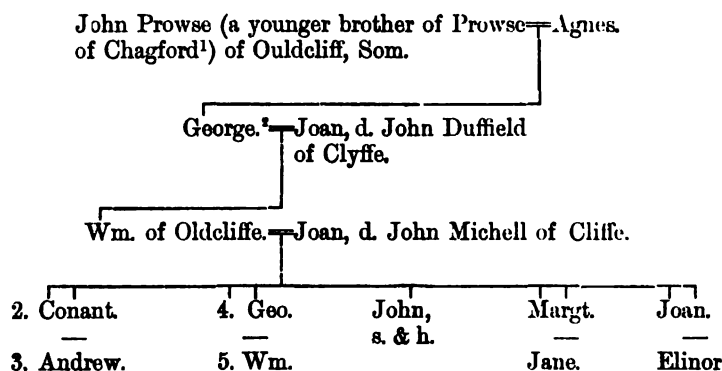 John Prowse (a younger brother of Prowse=Agnes.
of Chagford¹) of Ouldcliff, Som.
George.²=Joan, d. John Duffield
of Clyffe.
Wm. of Oldcliffe.=Joan, d. John Michell of Cliffe.
2. Conant. 4. Geo. John, Margt. Joan.
s. & h.
3. Andrew. 5. Wm. Jane. Elinor